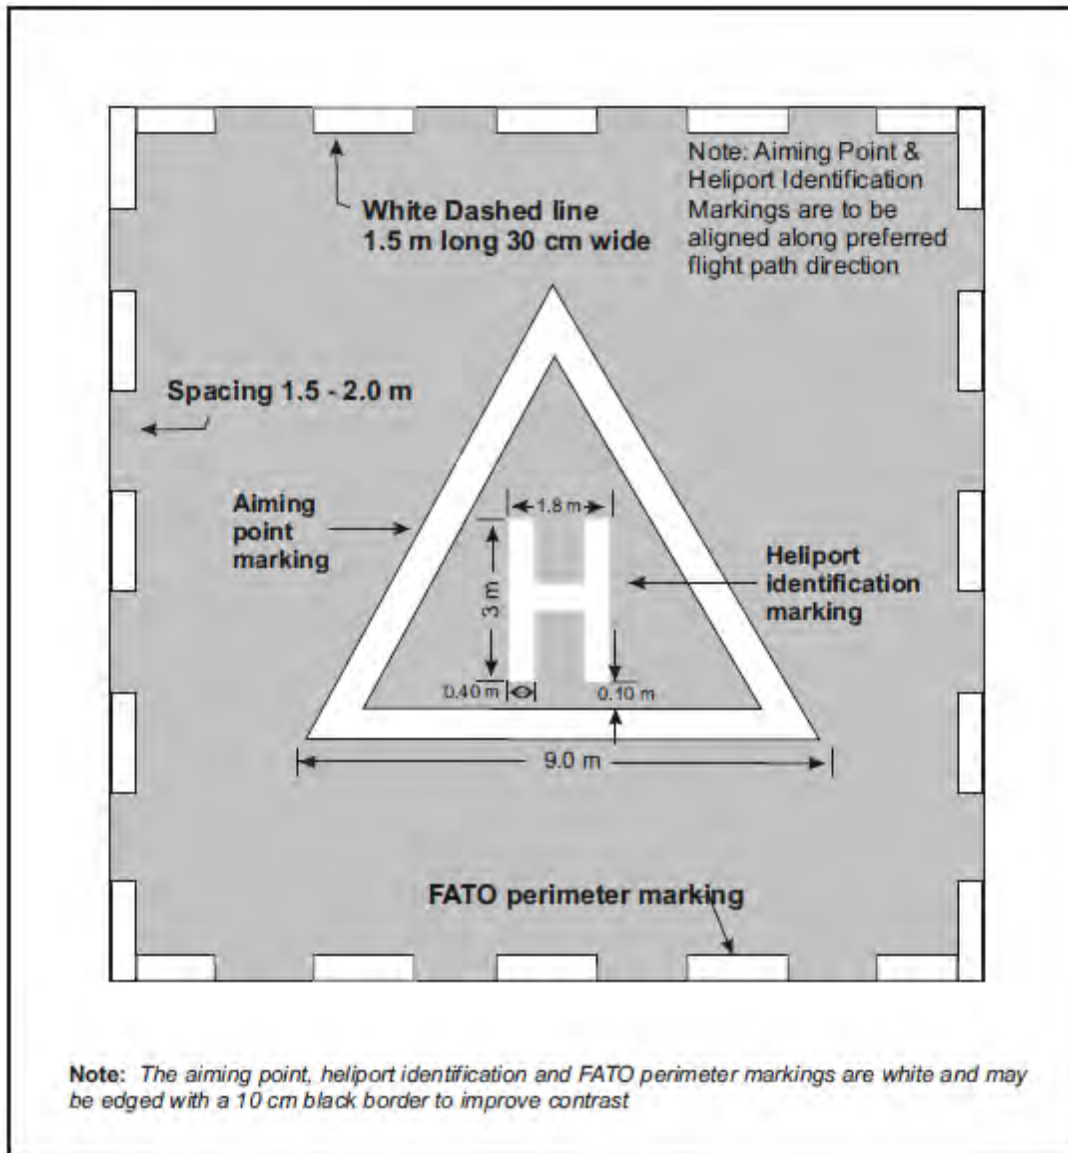 Note: Aiming Point &
Heliport Identification
Markings are to be
aligned along preferred
flight path direction
White Dashed line
1.5 m long 30 cm wide
Spacing 1.5 - 2.0 m
Aiming
point
marking
1.8 m
3 m
Heliport
identification
marking
0.40 m
0.10 m
9.0 m
H
FATO perimeter marking
Note: The aiming point, heliport identification and FATO perimeter markings are white and may
be edged with a 10 cm black border to improve contrast